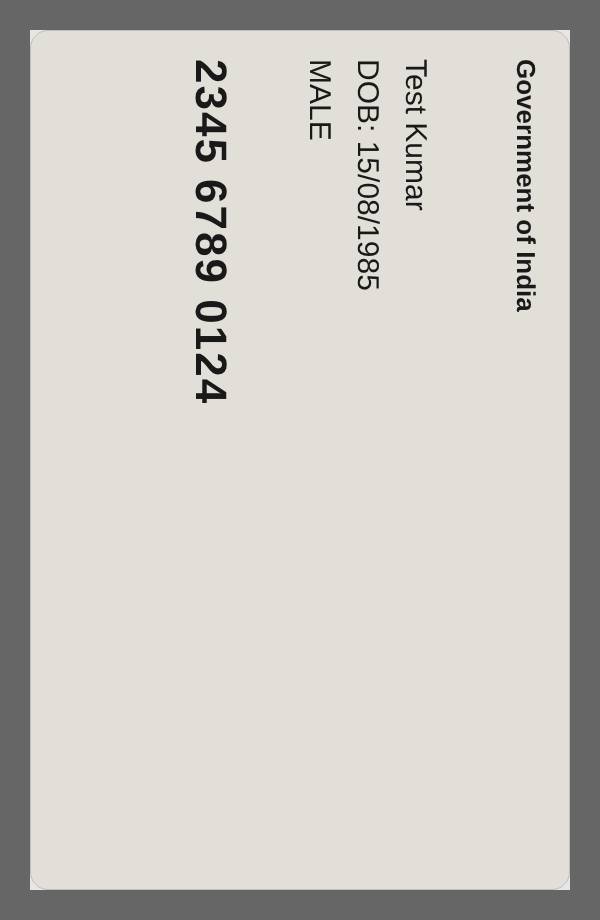 Government of India
Test Kumar
DOB: 15/08/1985
MALE
2345 6789 0124